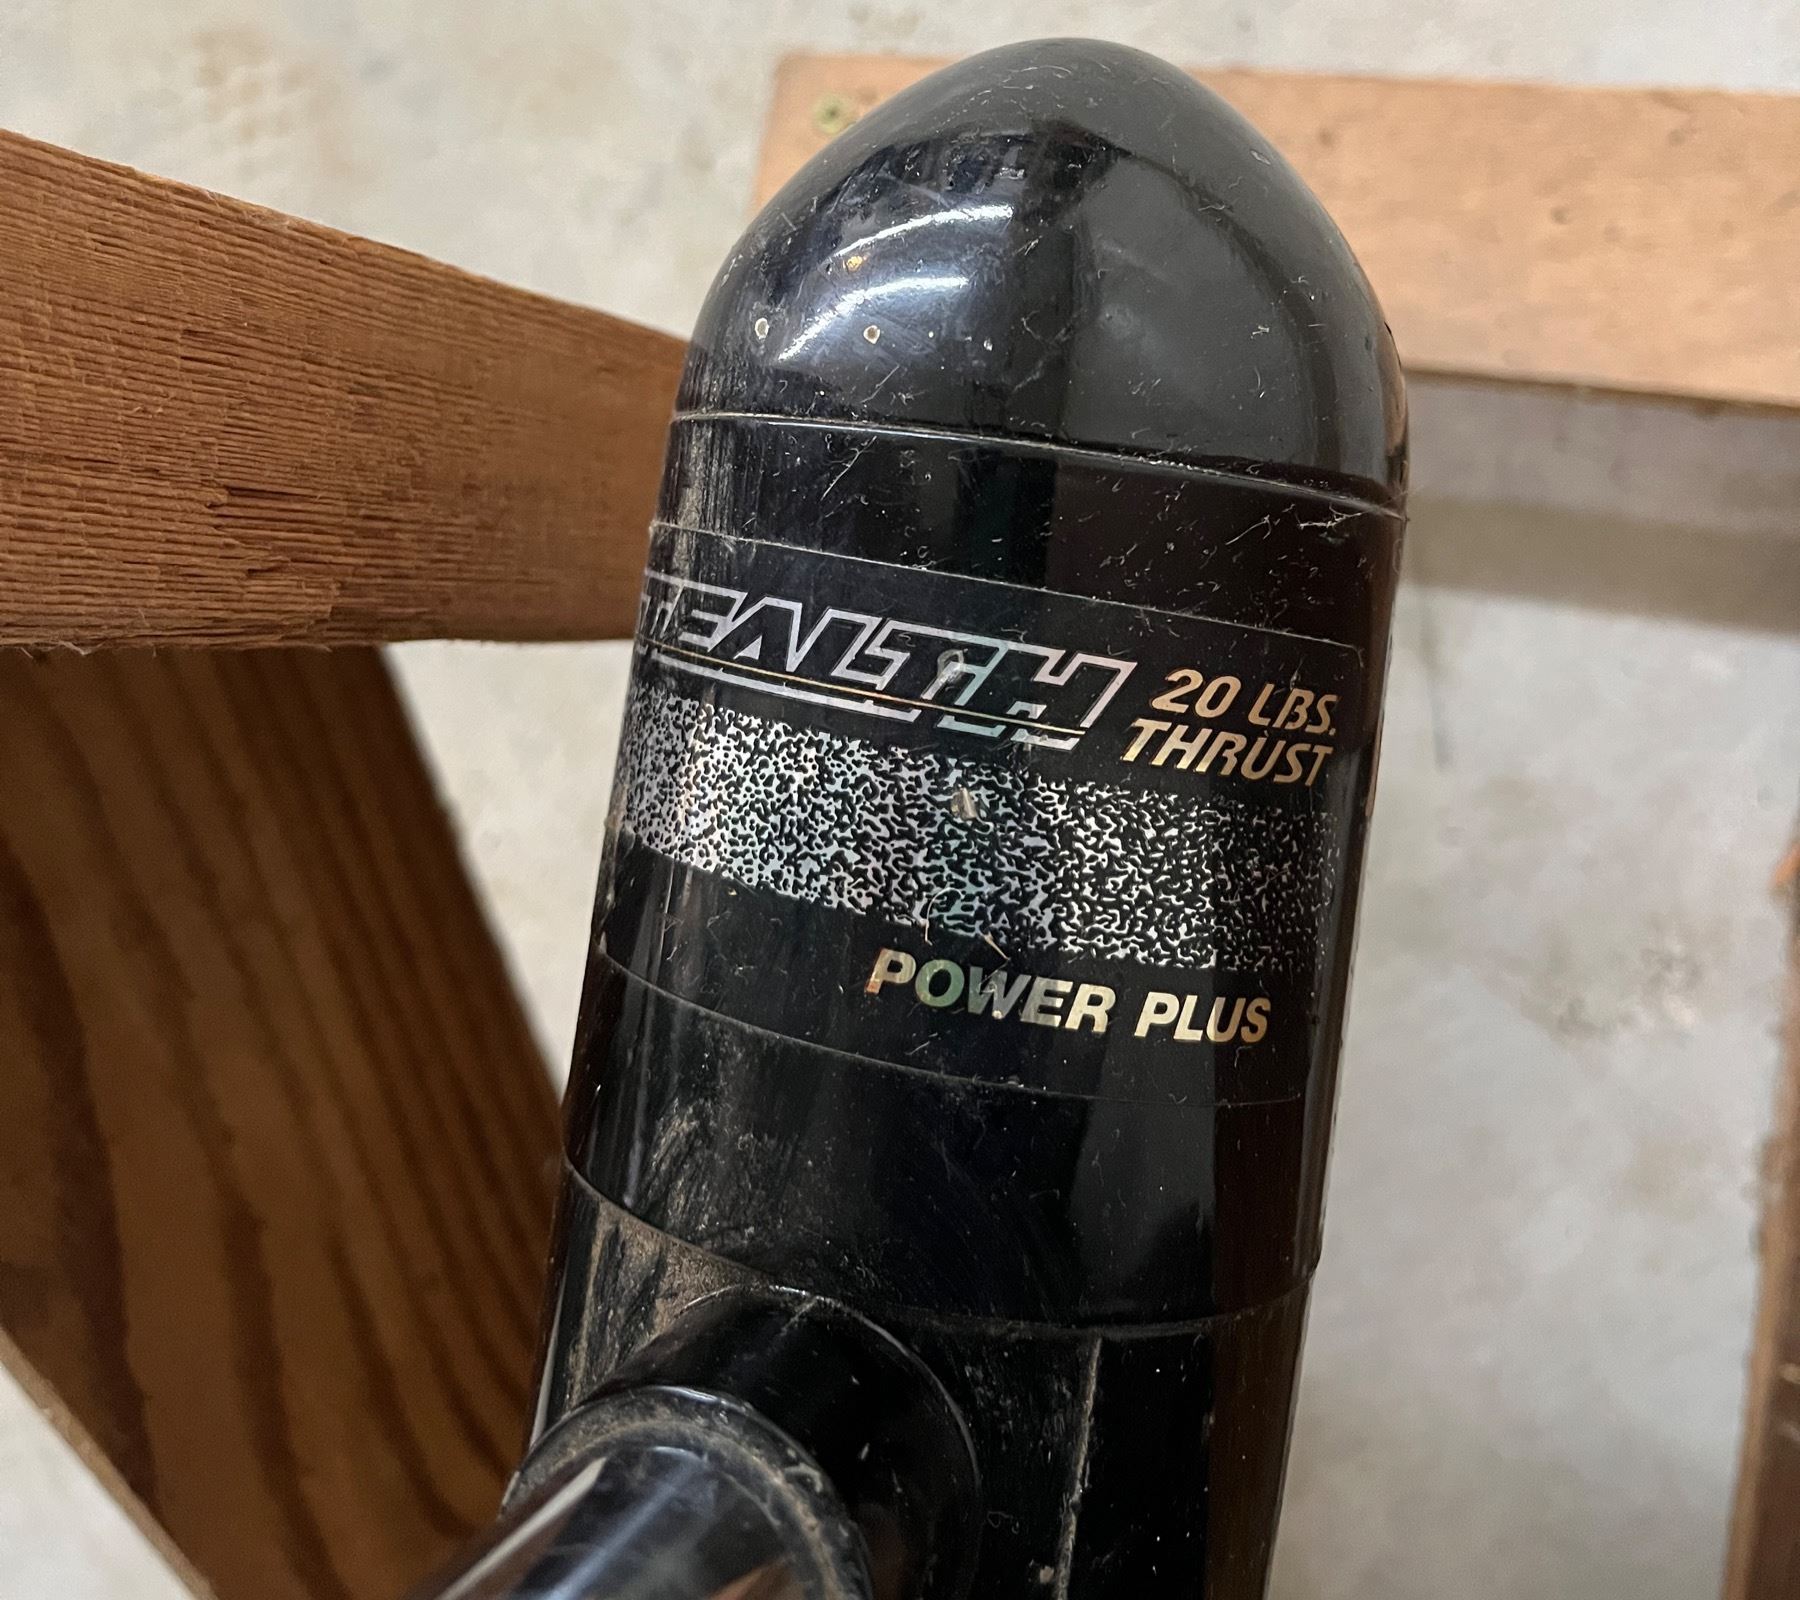 TEALTH
20 LBS.
THRUST
POWER PLUS